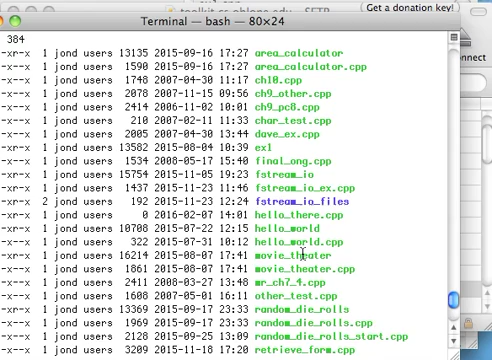 Get a donation key!
toolkit.cs.ohlone.edu — SFTP
Terminal — bash — 80×24
384
-xr-x 1 jond users 13135 2015-09-16 17:27 area_calculator
-xr-x 1 jond users 1590 2015-09-16 17:27 area_calculator.cpp
--x--x 1 jond users 1748 2007-04-30 11:17 ch10.cpp
--x--x 1 jond users 2078 2007-11-15 09:56 ch9_other.cpp
--x--x 1 jond users 2414 2006-11-02 10:01 ch9_pc8.cpp
--x--x 1 jond users 210 2007-02-11 11:33 char_test.cpp
--x--x 1 jond users 2005 2007-04-30 13:44 dave_ex.cpp
--x--x 1 jond users 13582 2015-08-04 10:39 ex1
--x--x 1 jond users 1534 2008-05-17 15:40 final_ong.cpp
-xr-x 1 jond users 15754 2015-11-05 19:23 fstream_io
--x--x 1 jond users 1437 2015-11-23 11:46 fstream_io_ex.cpp
-xr-x 2 jond users 192 2015-11-23 12:24 fstream_io_files
--x--x 1 jond users 0 2016-02-07 14:01 hello_there.cpp
-xr-x 1 jond users 10708 2015-07-22 12:15 hello_world
--x--x 1 jond users 322 2015-07-31 10:12 hello_world.cpp
-xr-x 1 jond users 16214 2015-08-07 17:41 movie_theater
--x--x 1 jond users 1861 2015-08-07 17:41 movie_theater.cpp
--x--x 1 jond users 2411 2008-03-27 13:48 mr_ch7_4.cpp
--x--x 1 jond users 1608 2007-05-01 16:11 other_test.cpp
-xr-x 1 jond users 13369 2015-09-17 23:33 random_die_rolls
-xr-x 1 jond users 1969 2015-09-17 23:33 random_die_rolls.cpp
-xr-x 1 jond users 2128 2015-09-25 13:09 random_die_rolls_start.cpp
--x--x 1 jond users 3209 2015-11-18 17:20 retrieve_form.cpp
onnect